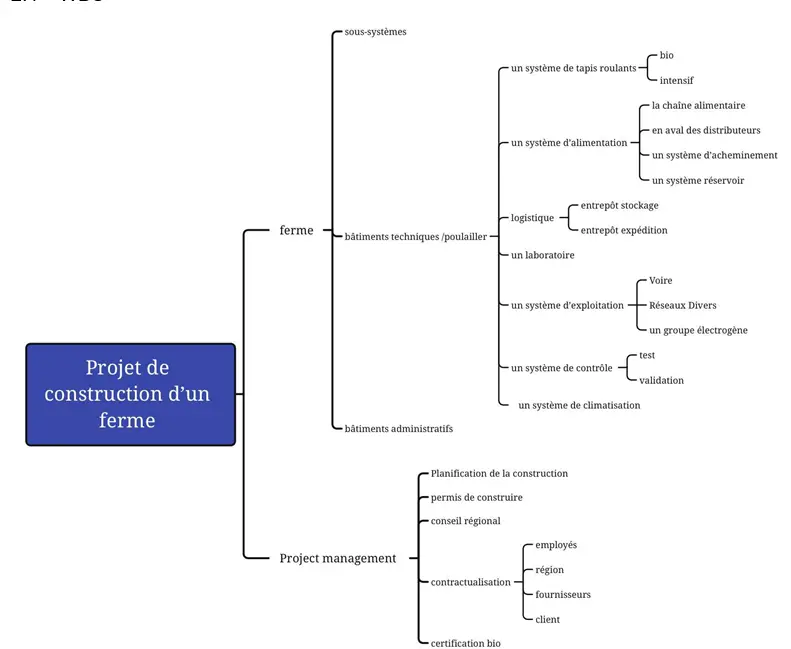 sous-systèmes
un système de tapis roulants
bio
intensif
un système d'alimentation
la chaîne alimentaire
en aval des distributeurs
un système d'acheminement
un système réservoir
ferme
bâtiments techniques /poulailler
logistique
entrepôt stockage
entrepôt expédition
un laboratoire
un système d'exploitation
Voire
Réseaux Divers
un groupe électrogène
un système de contrôle
test
validation
un système de climatisation
bâtiments administratifs
Projet de
construction d'un
ferme
Project management
Planification de la construction
permis de construire
conseil régional
contractualisation
employés
région
fournisseurs
client
certification bio